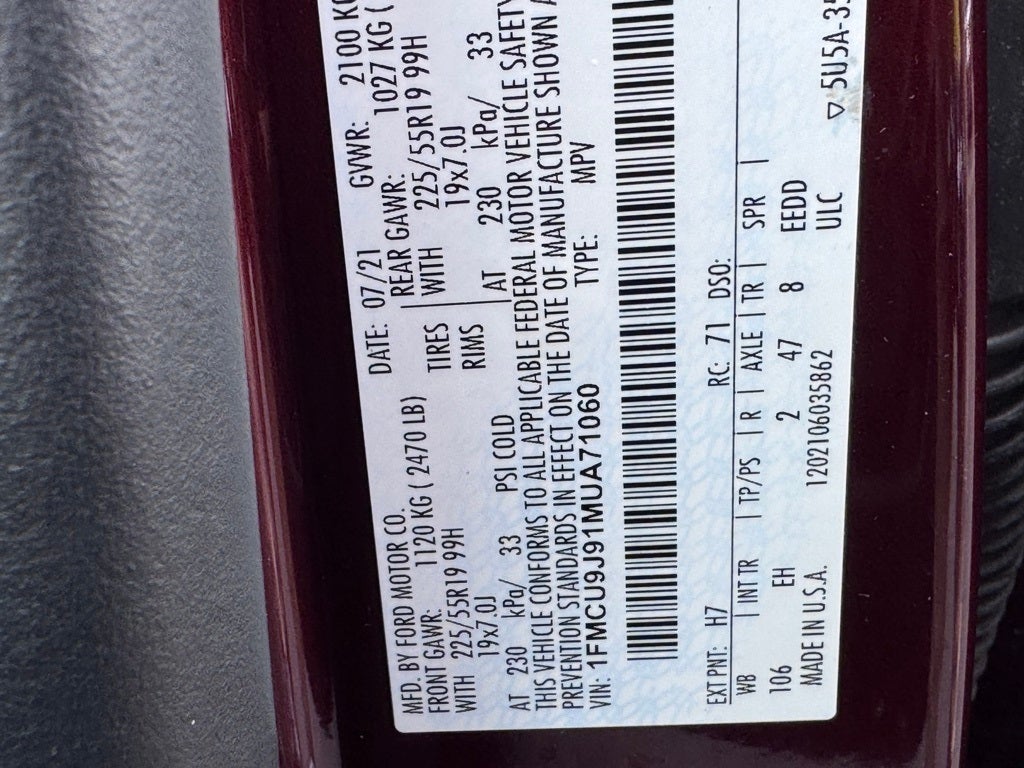 MFD. BY FORD MOTOR CO. DATE: 07/21 GVWR: 2100 KG
FRONT GAWR: 1120 KG ( 2470 LB) REAR GAWR: 1027 KG (
WITH 225/55R19 99H TIRES WITH 225/55R19 99H
19x7.0J RIMS 19x7.0J
AT 230 kPa/ 33 PSI COLD AT 230 kPa/ 33
THIS VEHICLE CONFORMS TO ALL APPLICABLE FEDERAL MOTOR VEHICLE SAFETY
PREVENTION STANDARDS IN EFFECT ON THE DATE OF MANUFACTURE SHOWN A
VIN: 1FMCU9J91MUA71060 TYPE: MPV
EXT PNT: H7 RC: 71 DSO:
WB | INT TR | TP/PS | R | AXLE | TR | SPR |
106 EH 2 47 8 EEDD
MADE IN U.S.A. 120210603 5862 ULC
▽ 5U5A-35